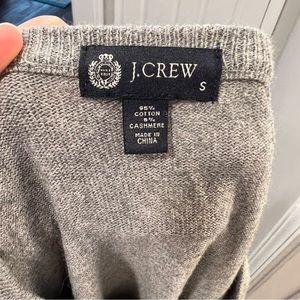 J.CREW
S
95%
COTTON
5%
CASHMERE
MADE IN
CHINA